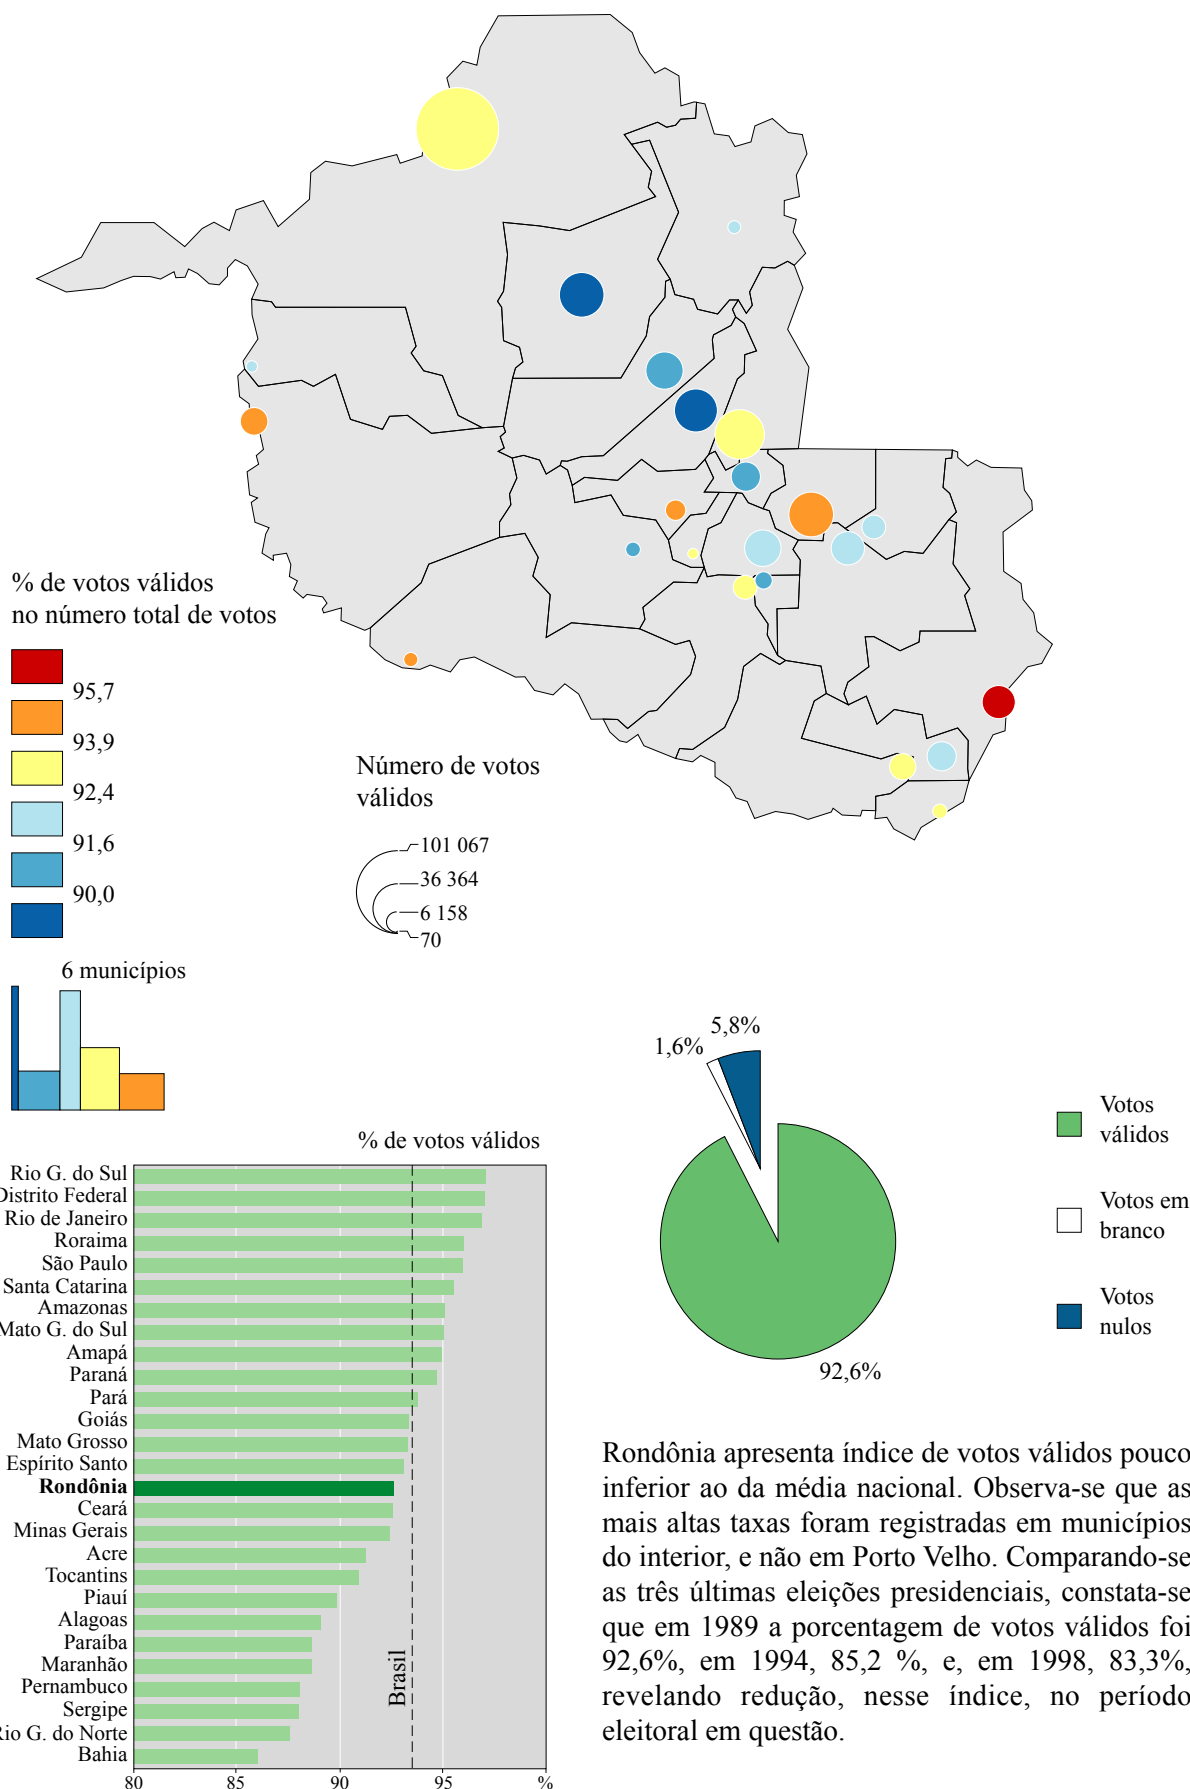 % de votos válidos
no número total de votos
95,7
93,9
92,4
91,6
90,0
Número de votos
válidos
101 067
36 364
6 158
70
6 municípios
5,8%
1,6%
92,6%
Votos
válidos
Votos em
branco
Votos
nulos
% de votos válidos
Rio G. do Sul
Distrito Federal
Rio de Janeiro
Roraima
São Paulo
Santa Catarina
Amazonas
Mato G. do Sul
Amapá
Paraná
Pará
Goiás
Mato Grosso
Espírito Santo
Rondônia
Ceará
Minas Gerais
Acre
Tocantins
Piauí
Alagoas
Paraíba
Maranhão
Pernambuco
Sergipe
Rio G. do Norte
Bahia
Brasil
80
85
90
95
%
Rondônia apresenta índice de votos válidos pouco
inferior ao da média nacional. Observa-se que as
mais altas taxas foram registradas em municípios
do interior, e não em Porto Velho. Comparando-se
as três últimas eleições presidenciais, constata-se
que em 1989 a porcentagem de votos válidos foi
92,6%, em 1994, 85,2 %, e, em 1998, 83,3%,
revelando redução, nesse índice, no período
eleitoral em questão.